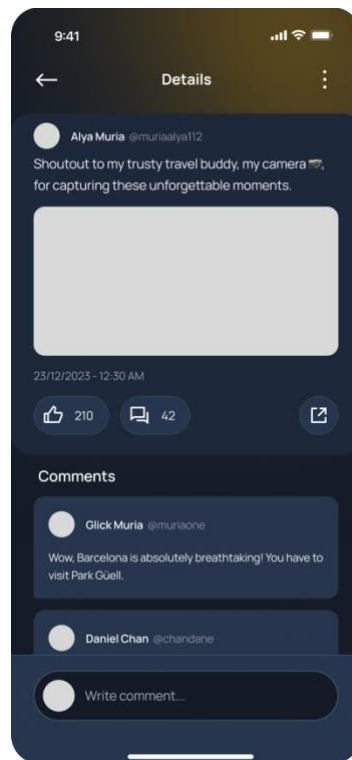 9:41
Details
Alya Muria @muriaalya112
Shoutout to my trusty travel buddy, my camera 📷,
for capturing these unforgettable moments.
23/12/2023 - 12:30 AM
210 42
Comments
Glick Muria @muriaone
Wow, Barcelona is absolutely breathtaking! You have to
visit Park Güell.
Daniel Chan @chandane
Write comment...